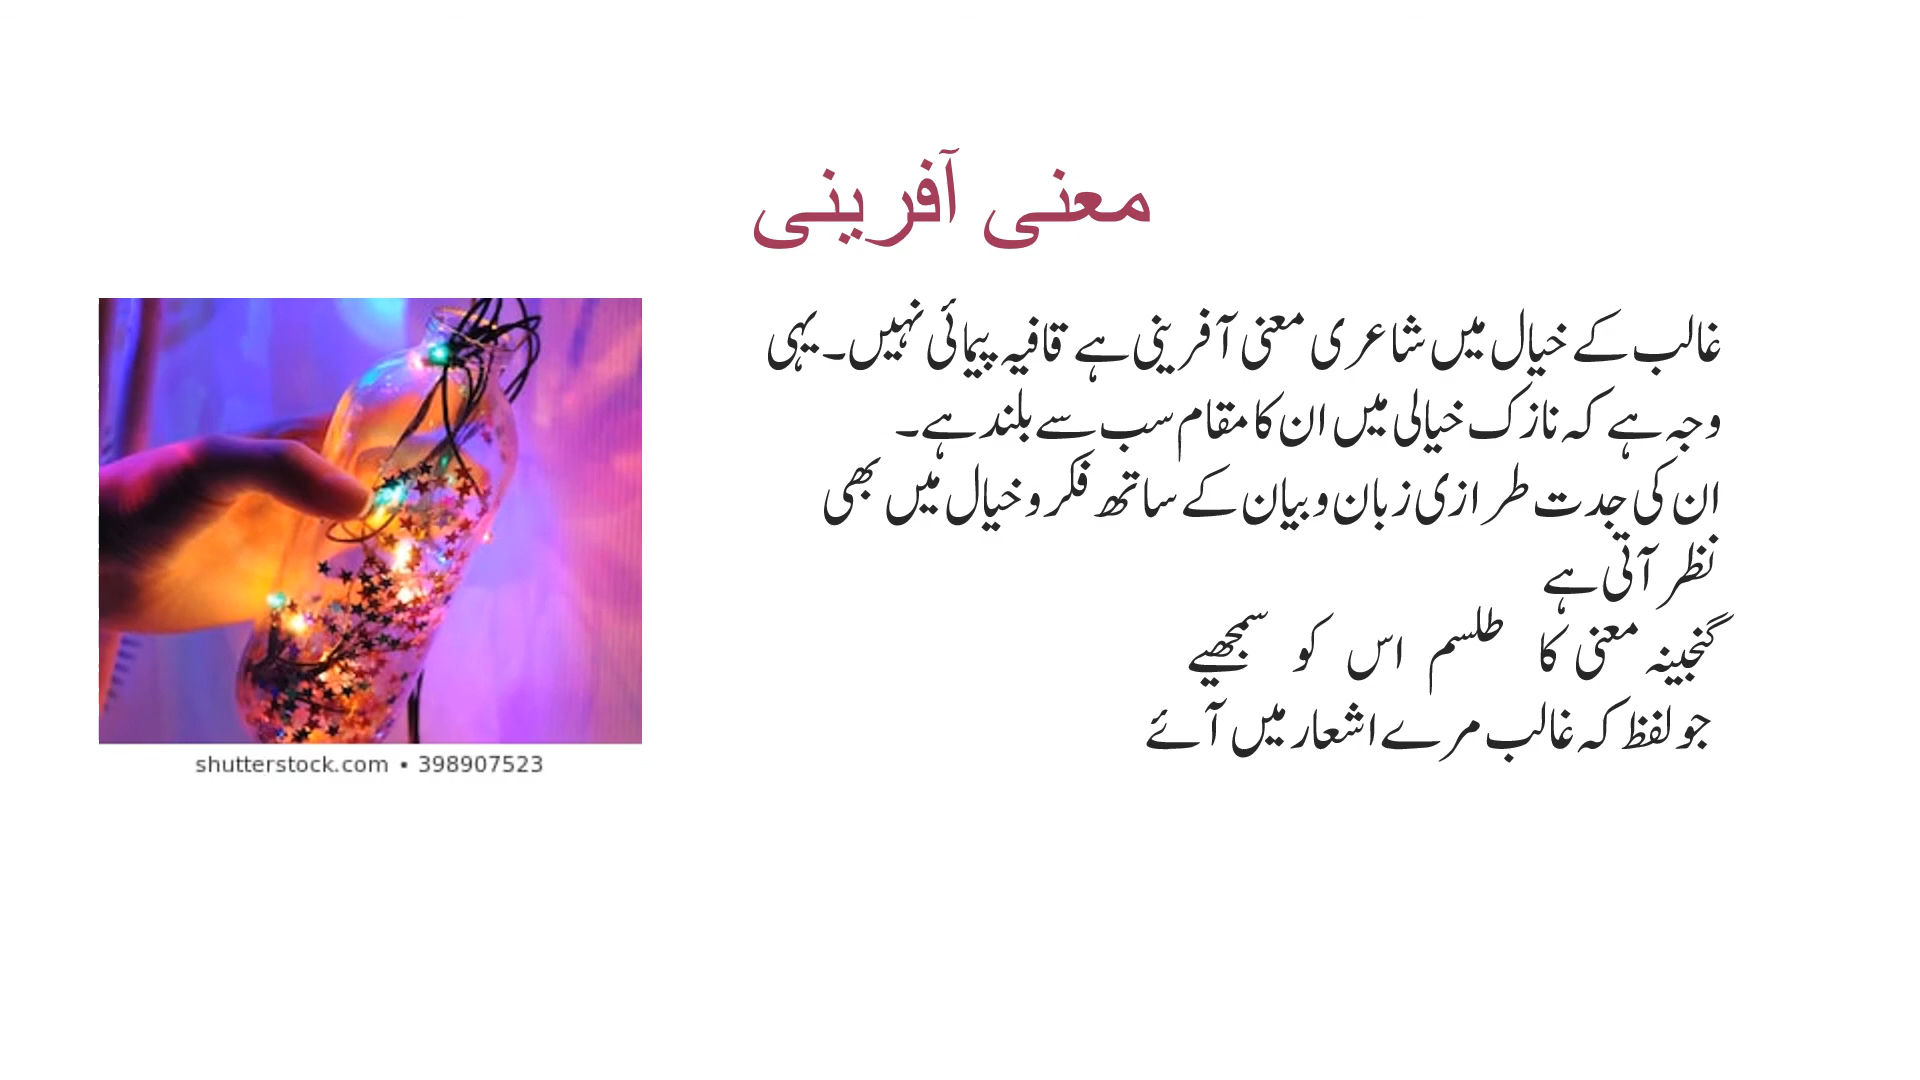 معنی آفرینی
غالب کے خیال میں شاعری معنی آفرینی ہے قافیہ پیمائی نہیں۔ یہی
وجہ ہے کہ نازک خیالی میں ان کا مقام سب سے بلند ہے۔
ان کی جدت طرازی زبان و بیان کے ساتھ فکر و خیال میں بھی
نظر آتی ہے
گنجینہ معنی کا طلسم اس کو سمجھیے
جو لفظ کہ غالب مرے اشعار میں آئے
shutterstock.com • 398907523